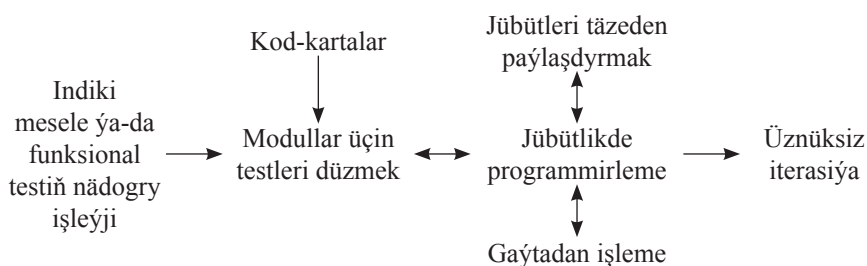 Kod-kartalar
Jübütleri täzeden
paýlaşdyrmak
Indiki
mesele ýa-da
funksional
testiň nädogry
işleýji
Modullar üçin
testleri düzmek
Jübütlikde
programmirleme
Üznüksiz
iterasiýa
Gaýtadan işleme